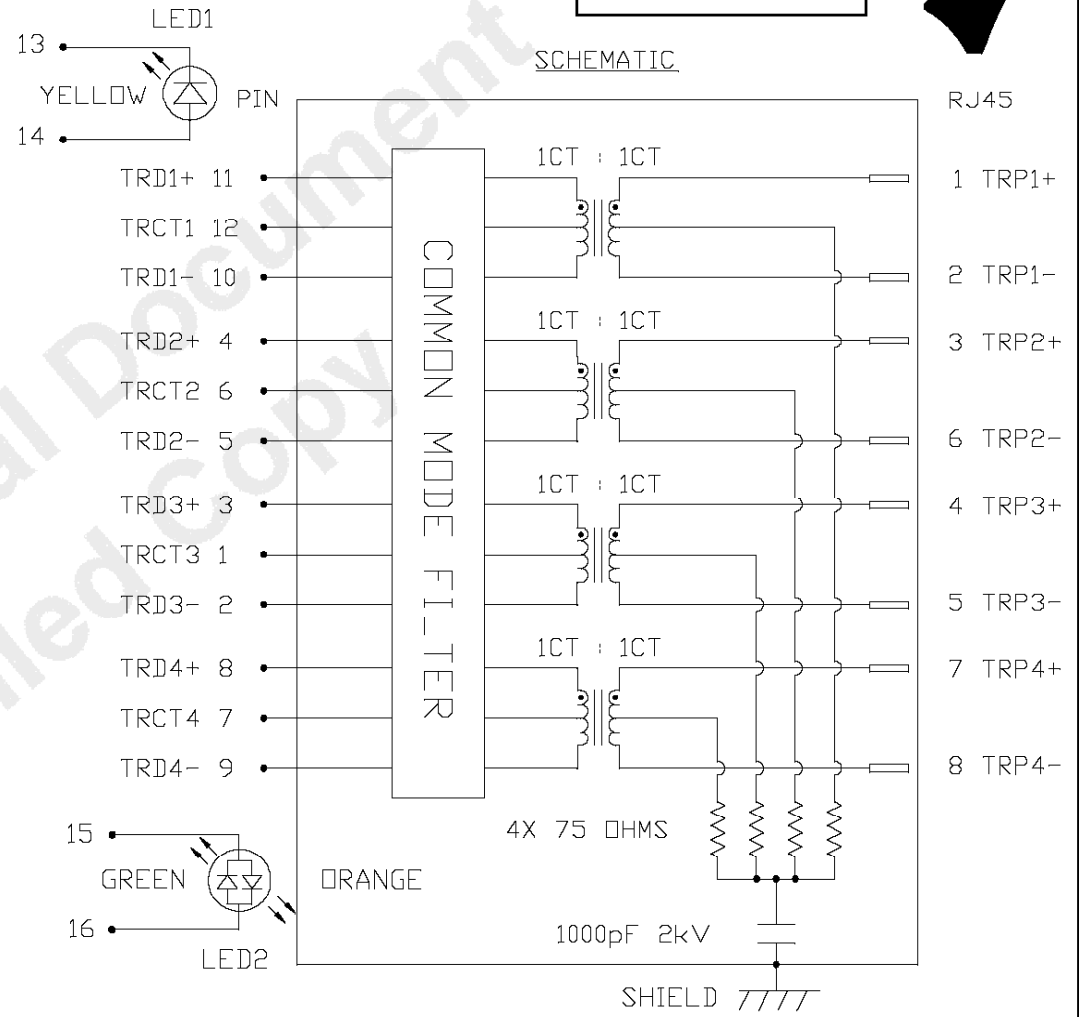 LED1
13
SCHEMATIC
YELLOW
PIN
RJ45
14
1CT : 1CT
TRD1+ 11
1 TRP1+
TRCT1 12
TRD1- 10
2 TRP1-
1CT : 1CT
TRD2+ 4
3 TRP2+
TRCT2 6
TRD2- 5
6 TRP2-
COMMON MODE FILTER
1CT : 1CT
TRD3+ 3
4 TRP3+
TRCT3 1
TRD3- 2
5 TRP3-
1CT : 1CT
TRD4+ 8
7 TRP4+
TRCT4 7
TRD4- 9
8 TRP4-
15
4X 75 OHMS
GREEN
ORANGE
16
1000pF 2kV
LED2
SHIELD
Document
Copy